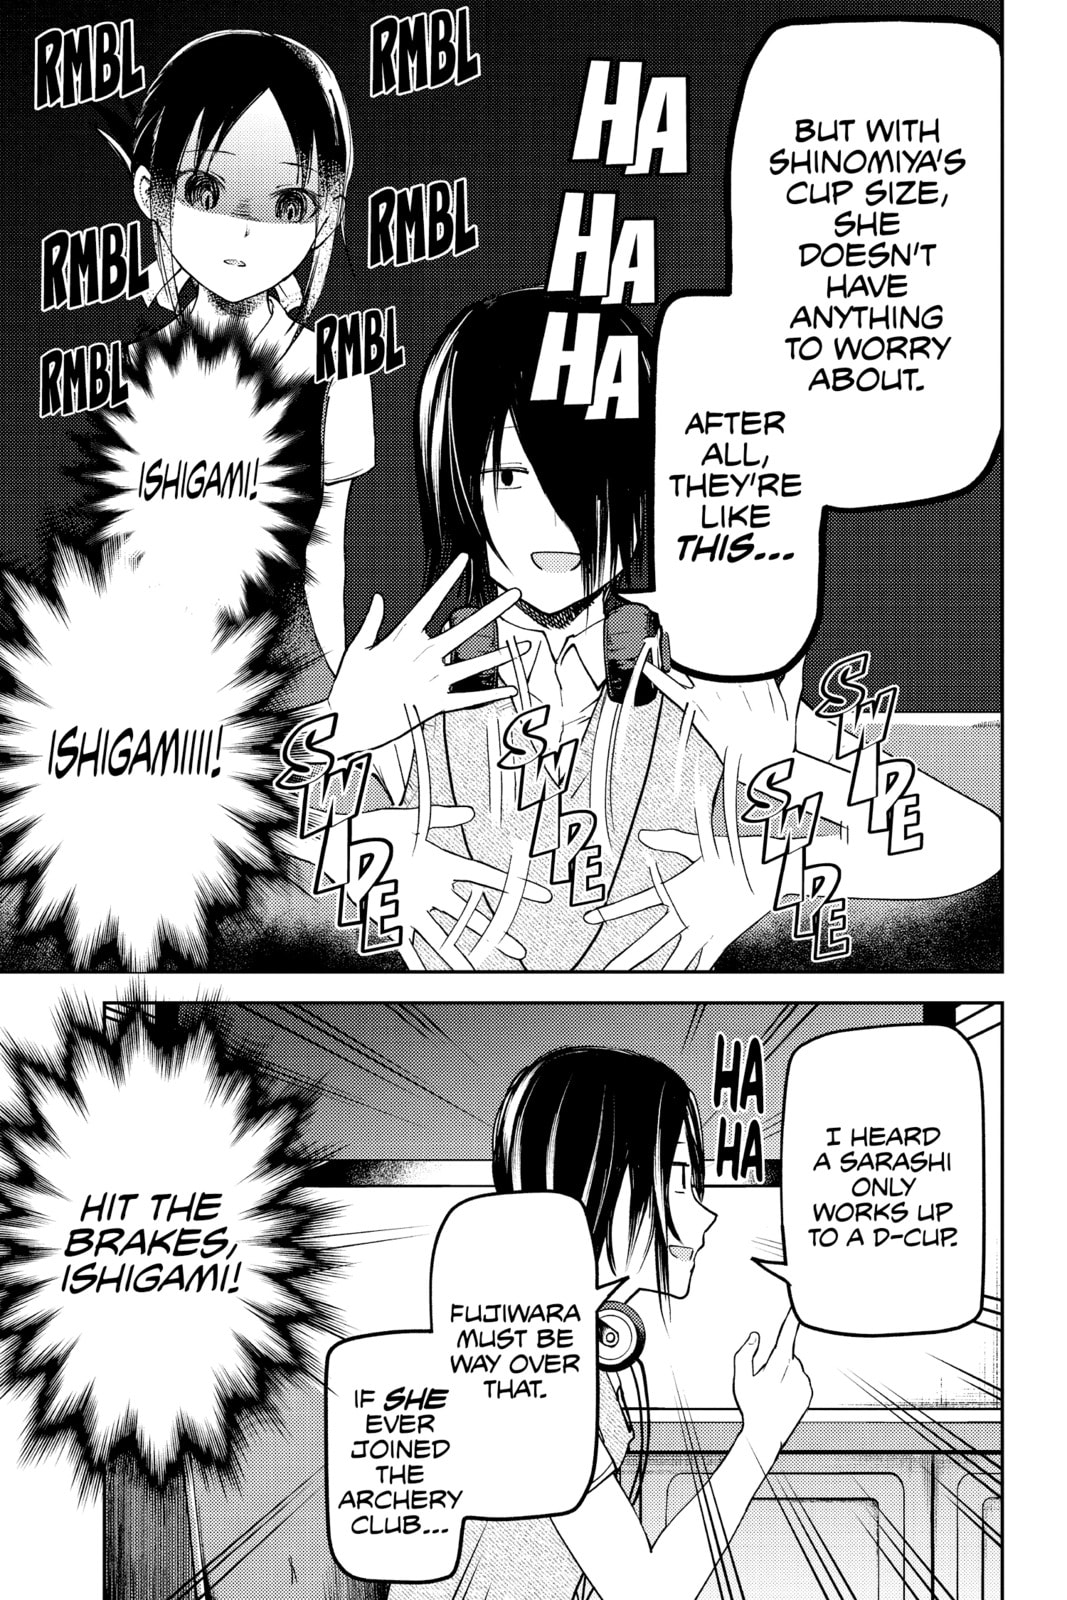 BUT WITH
SHINOMIYA'S
CUP SIZE,
SHE
DOESN'T
HAVE
ANYTHING
TO WORRY
ABOUT.
AFTER
ALL,
THEY'RE
LIKE
THIS...
HA
HA
HA
RMBL
RMBL
RMBL
RMBL
RMBL
RMBL
ISHIGAMI!
ISHIGAMIIII!
SWIPE
SWIPE
SWIPE
SWIPE
I HEARD
A SARASHI
ONLY
WORKS UP
TO A D-CUP.
HA
HA
FUJIWARA
MUST BE
WAY OVER
THAT.
IF SHE
EVER
JOINED
THE
ARCHERY
CLUB...
HIT THE
BRAKES,
ISHIGAMI!